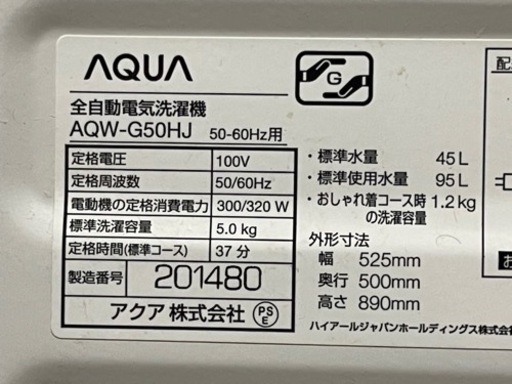 AQUA
G
全自動電気洗濯機
AQW-G50HJ 50-60Hz用
定格電圧 100V
定格周波数 50/60Hz
電動機の定格消費電力 300/320 W
標準洗濯容量 5.0 kg
定格時間(標準コース) 37分
製造番号 201480
アクア 株式会社 PSE
・標準水量 45L
・標準使用水量 95L
・おしゃれ着コース時 1.2kg
の洗濯容量
外形寸法
幅 525mm
奥行 500mm
高さ 890mm
ハイアールジャパンホールディングス株式会
配
お